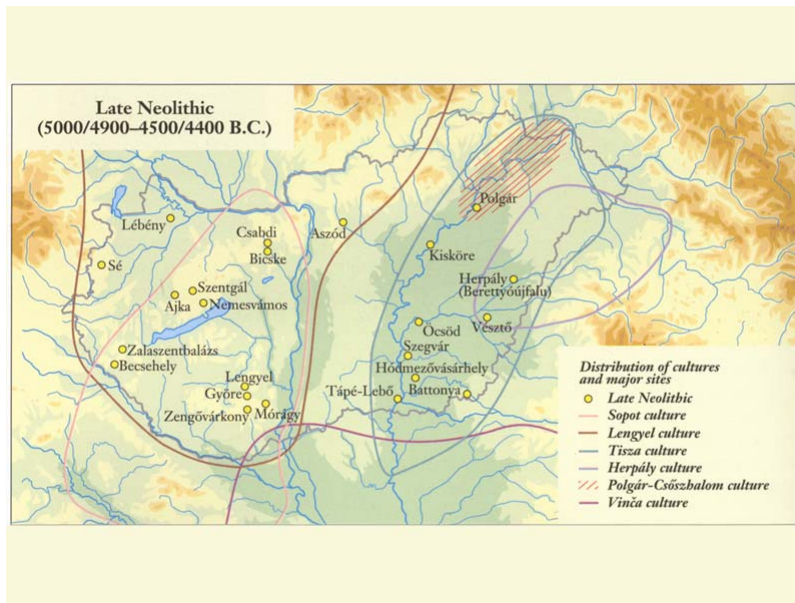 Late Neolithic
(5000/4900–4500/4400 B.C.)
Polgár
Lébény
Csabdi
Bicske
Aszód
Kisköre
Sé
Szentgál
Ajka
Nemesvámos
Herpály
(Berettyóújfalu)
Öcsöd
Vésztő
Szegvár
Zalaszentbalázs
Becsehely
Hódmezővásárhely
Lengyel
Györe
Tápé-Lebő
Battonya
Zengővárkony
Mórágy
Distribution of cultures
and major sites
Late Neolithic
Sopot culture
Lengyel culture
Tisza culture
Herpály culture
Polgár-Csőszhalom culture
Vinča culture